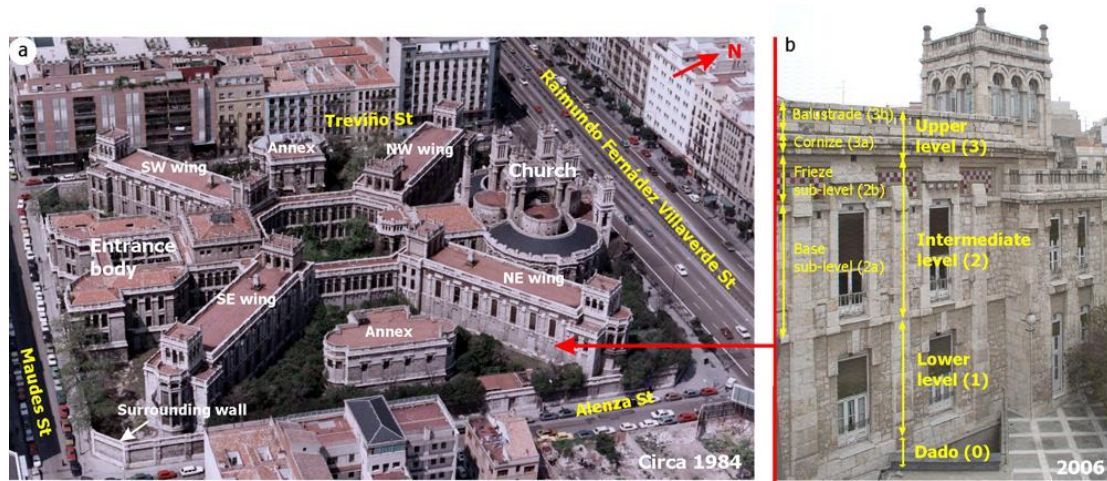 a
N
Raimundo Fernádez Villaverde St
Treviño St
Annex
NW wing
SW wing
Church
Entrance
body
NE wing
SE wing
Annex
Maudes St
Surrounding wall
Alenza St
Circa 1984
b
Balustrade (3b)
Cornize (3a)
Upper
level (3)
Frieze
sub-level (2b)
Base
sub-level (2a)
Intermediate
level (2)
Lower
level (1)
Dado (0)
2006